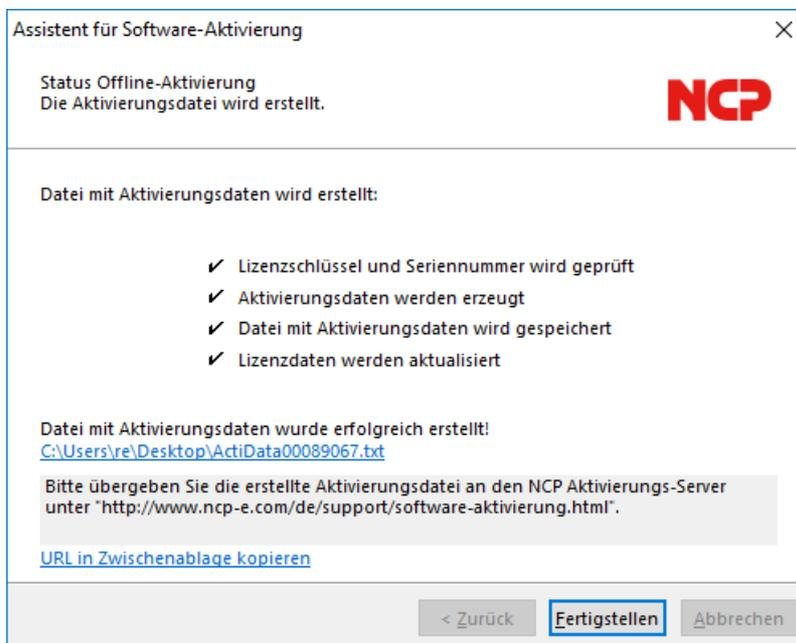 Assistent für Software-Aktivierung
Status Offline-Aktivierung
Die Aktivierungsdatei wird erstellt.
NCP
Datei mit Aktivierungsdaten wird erstellt:
✔ Lizenzschlüssel und Seriennummer wird geprüft
✔ Aktivierungsdaten werden erzeugt
✔ Datei mit Aktivierungsdaten wird gespeichert
✔ Lizenzdaten werden aktualisiert
Datei mit Aktivierungsdaten wurde erfolgreich erstellt!
C:\Users\re\Desktop\ActiData00089067.txt
Bitte übergeben Sie die erstellte Aktivierungsdatei an den NCP Aktivierungs-Server
unter "http://www.ncp-e.com/de/support/software-aktivierung.html".
URL in Zwischenablage kopieren
< Zurück Fertigstellen Abbrechen